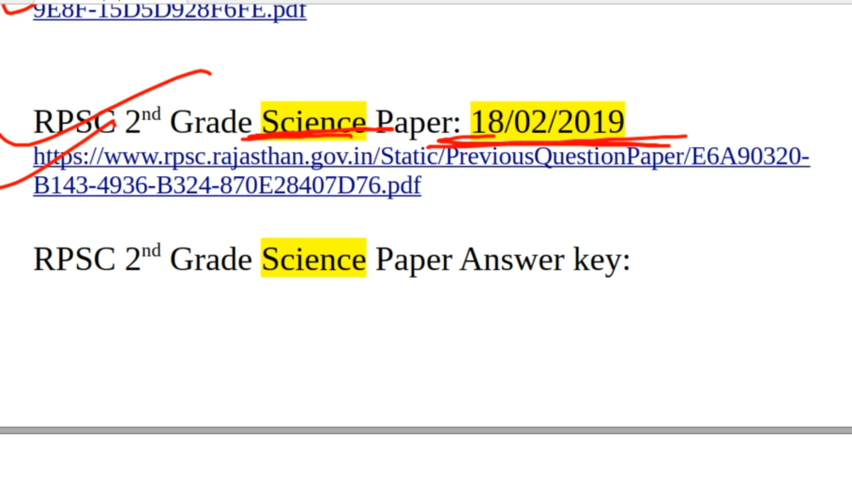 9E8F-15D5D928F6FE.pdf
RPSC 2nd Grade Science Paper: 18/02/2019
https://www.rpsc.rajasthan.gov.in/Static/PreviousQuestionPaper/E6A90320-
B143-4936-B324-870E28407D76.pdf
RPSC 2nd Grade Science Paper Answer key: